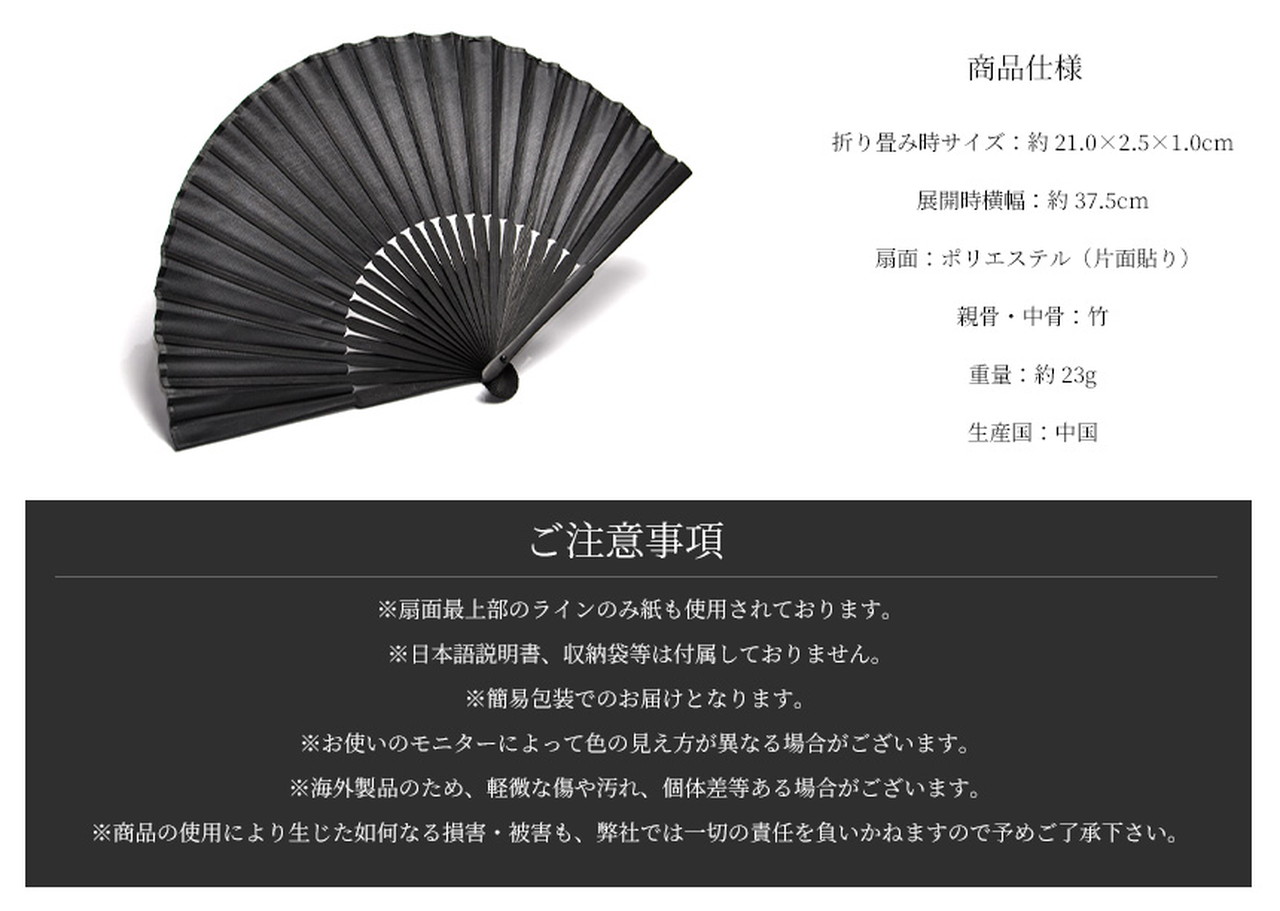 商品仕様
折り畳み時サイズ：約 21.0×2.5×1.0cm
展開時横幅：約 37.5cm
扇面：ポリエステル（片面貼り）
親骨・中骨：竹
重量：約 23g
生産国：中国
ご注意事項
※扇面最上部のラインのみ紙も使用されております。
※日本語説明書、収納袋等は付属しておりません。
※簡易包装でのお届けとなります。
※お使いのモニターによって色の見え方が異なる場合がございます。
※海外製品のため、軽微な傷や汚れ、個体差等ある場合がございます。
※商品の使用により生じた如何なる損害・被害も、弊社では一切の責任を負いかねますので予めご了承下さい。